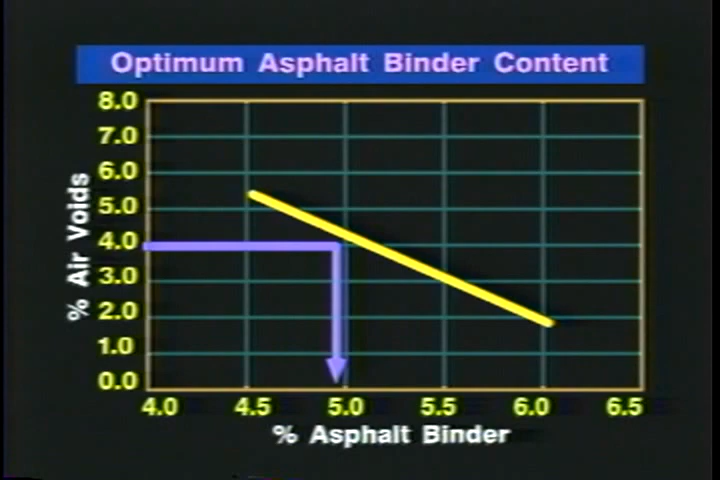 Optimum Asphalt Binder Content
8.0
7.0
6.0
5.0
4.0
3.0
2.0
1.0
0.0
% Air Voids
4.0 4.5 5.0 5.5 6.0 6.5
% Asphalt Binder